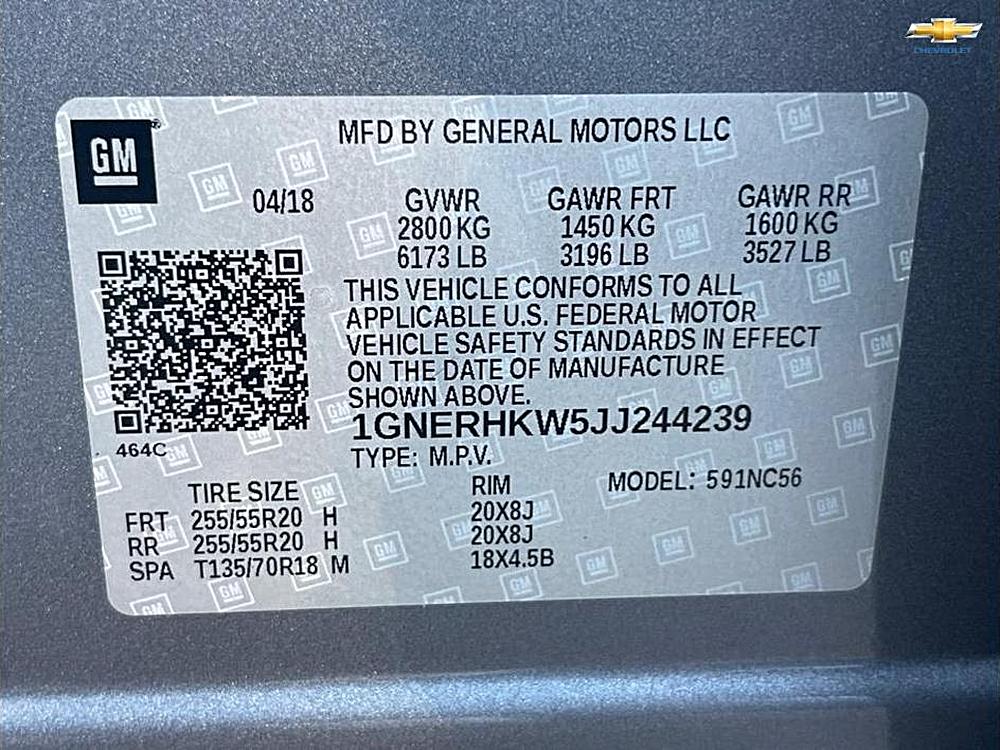 CHEVROLET
GM
MFD BY GENERAL MOTORS LLC
04/18 GVWR GAWR FRT GAWR RR
2800 KG 1450 KG 1600 KG
6173 LB 3196 LB 3527 LB
THIS VEHICLE CONFORMS TO ALL
APPLICABLE U.S. FEDERAL MOTOR
VEHICLE SAFETY STANDARDS IN EFFECT
ON THE DATE OF MANUFACTURE
SHOWN ABOVE.
1GNERHKW5JJ244239
464C
TYPE: M.P.V.
TIRE SIZE RIM MODEL: 591NC56
FRT 255/55R20 H 20X8J
RR 255/55R20 H 20X8J
SPA T135/70R18 M 18X4.5B